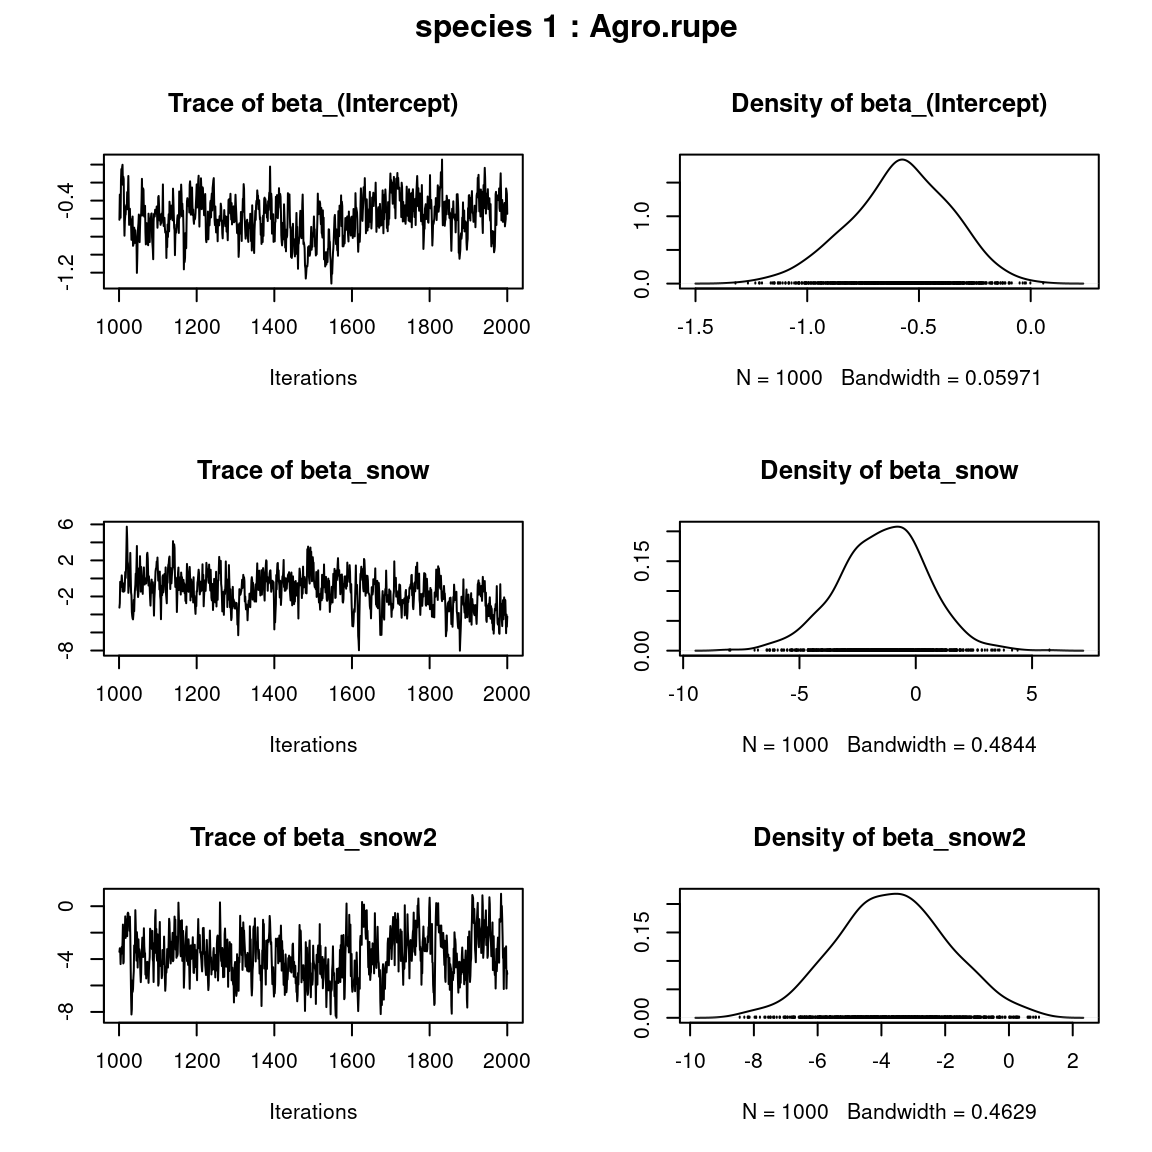 species 1 : Agro.rupe
Trace of beta_(Intercept)
-0.4
-1.2
1000 1200 1400 1600 1800 2000
Iterations
Density of beta_(Intercept)
1.0
0.0
-1.5 -1.0 -0.5 0.0
N = 1000 Bandwidth = 0.05971
Trace of beta_snow
6
2
-2
-8
1000 1200 1400 1600 1800 2000
Iterations
Density of beta_snow
0.15
0.00
-10 -5 0 5
N = 1000 Bandwidth = 0.4844
Trace of beta_snow2
0
-4
-8
1000 1200 1400 1600 1800 2000
Iterations
Density of beta_snow2
0.15
0.00
-10 -8 -6 -4 -2 0 2
N = 1000 Bandwidth = 0.4629